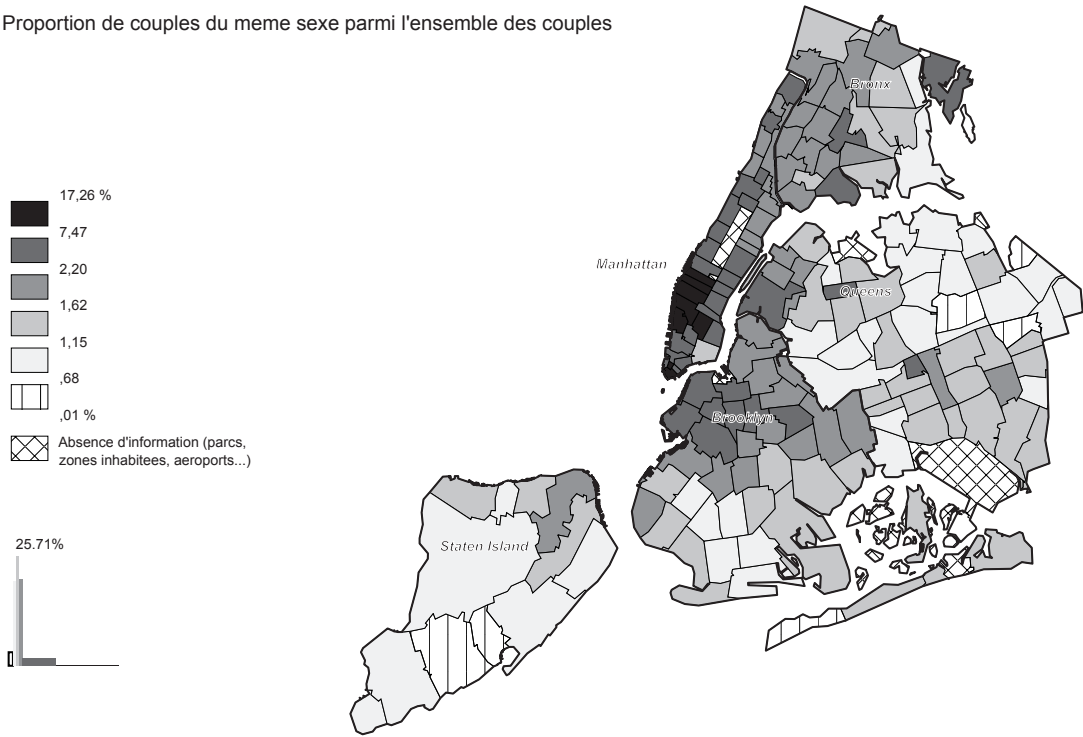 Proportion de couples du meme sexe parmi l'ensemble des couples
Bronx
17,26 %
7,47
Manhattan
2,20
Queens
1,62
1,15
,68
,01 %
Brooklyn
Absence d'information (parcs,
zones inhabitees, aeroports...)
25.71%
Staten Island